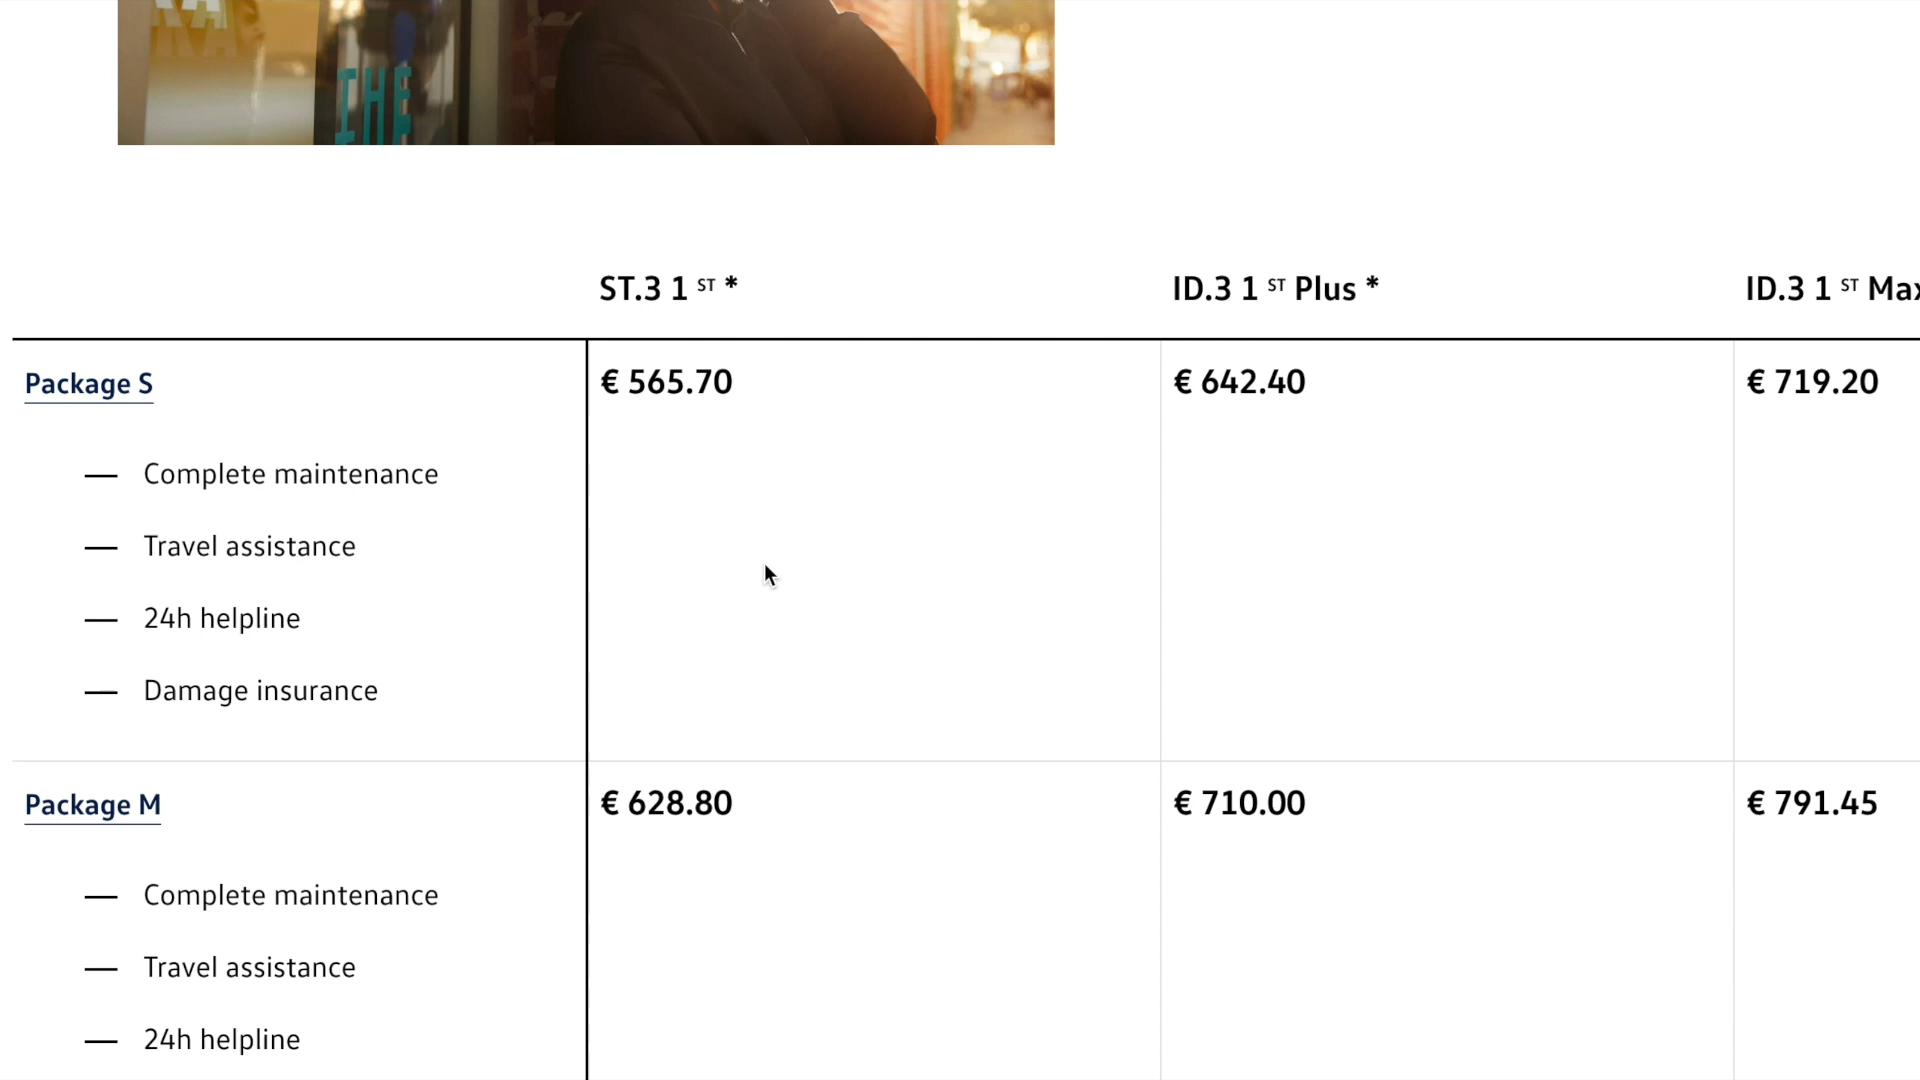 THE
ST.3 1 ST * ID.3 1 ST Plus * ID.3 1 ST Max
Package S € 565.70 € 642.40 € 719.20
— Complete maintenance
— Travel assistance
— 24h helpline
— Damage insurance
Package M € 628.80 € 710.00 € 791.45
— Complete maintenance
— Travel assistance
— 24h helpline